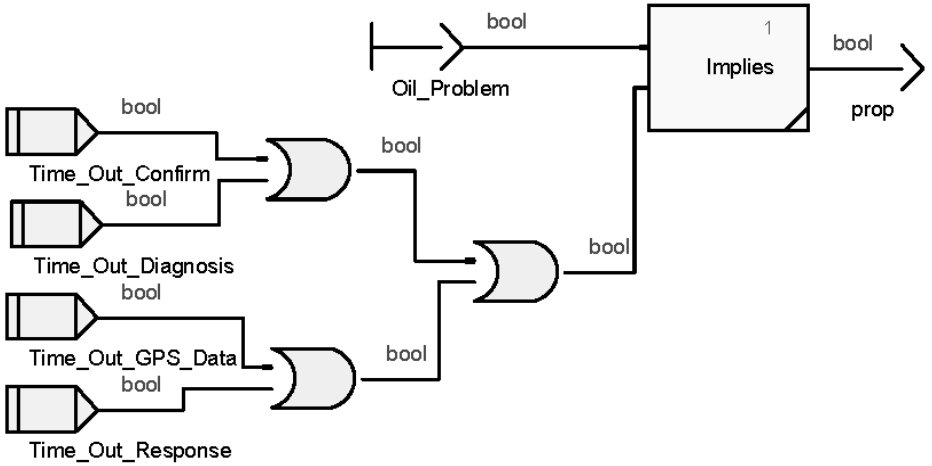 bool
1
Implies
bool
Oil_Problem
prop
bool
Time_Out_Confirm
bool
bool
Time_Out_Diagnosis
bool
bool
Time_Out_GPS_Data
bool
bool
Time_Out_Response